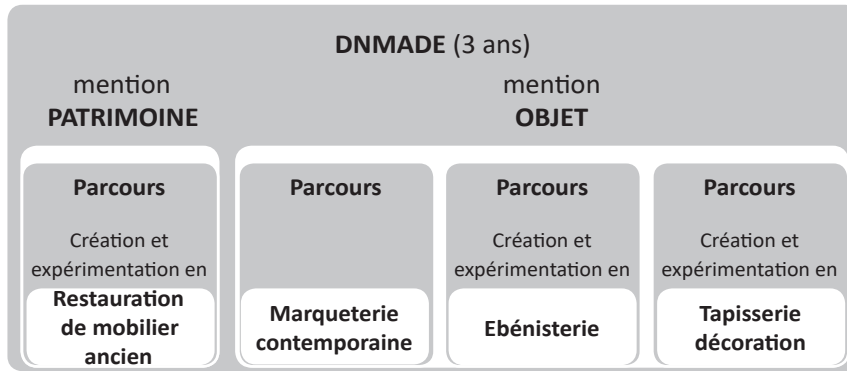 DNMADE (3 ans)
mention
PATRIMOINE
mention
OBJET
Parcours
Création et
expérimentation en
Restauration
de mobilier
ancien
Parcours
Marqueterie
contemporaine
Parcours
Création et
expérimentation en
Ebénisterie
Parcours
Création et
expérimentation en
Tapisserie
décoration